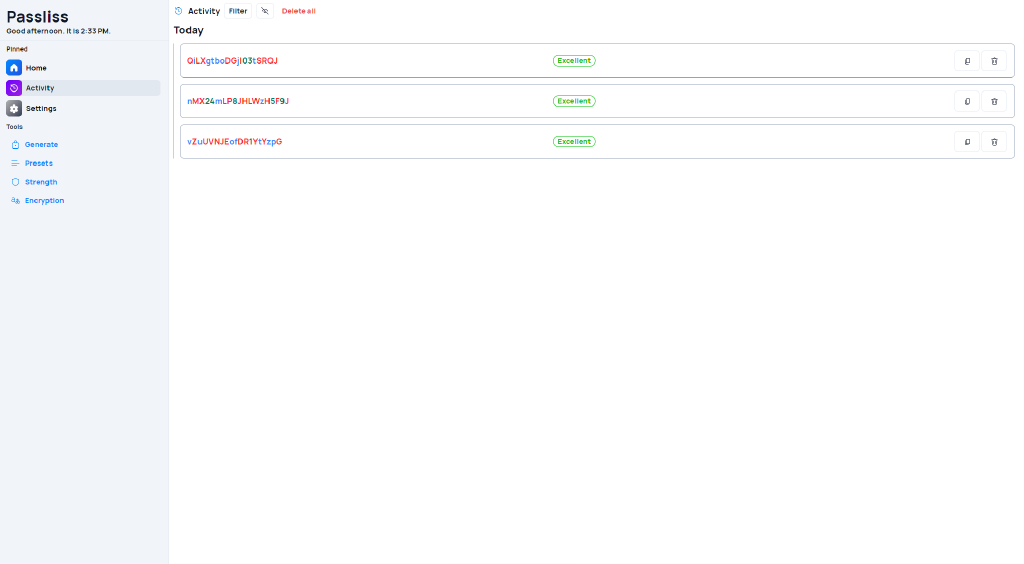 Passliss
Good afternoon. It is 2:33 PM.
Pinned
Home
Activity
Settings
Tools
Generate
Presets
Strength
Encryption
Activity Filter Delete all
Today
QiLXgtboDGjI03tSRQJ Excellent
nMX24mLP8JHLWzH5F9J Excellent
vZuUVNJEofDR1YtYzpG Excellent